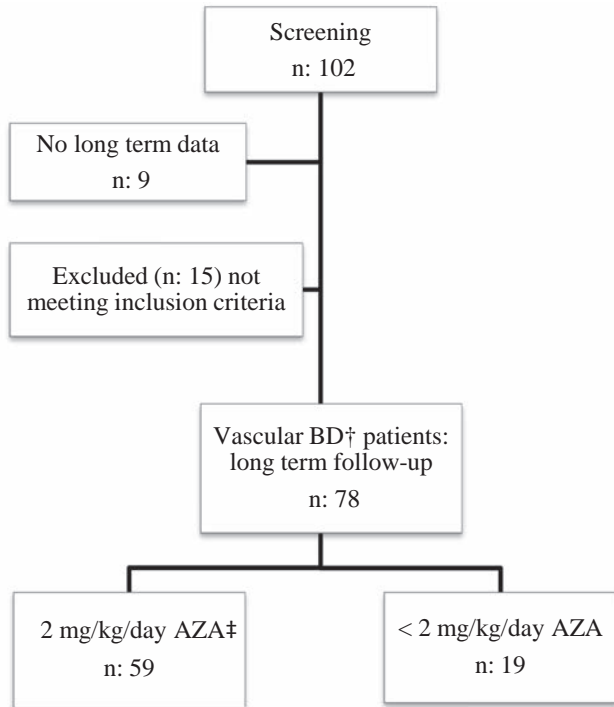 Screening
n: 102
No long term data
n: 9
Excluded (n: 15) not
meeting inclusion criteria
Vascular BD† patients:
long term follow-up
n: 78
2 mg/kg/day AZA‡
n: 59
< 2 mg/kg/day AZA
n: 19